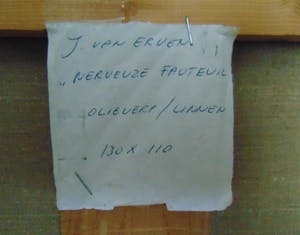 J. VAN ERVEN
„NERVEUZE FAUTEUIL
OLIEVERF/LINNEN
130 X 110